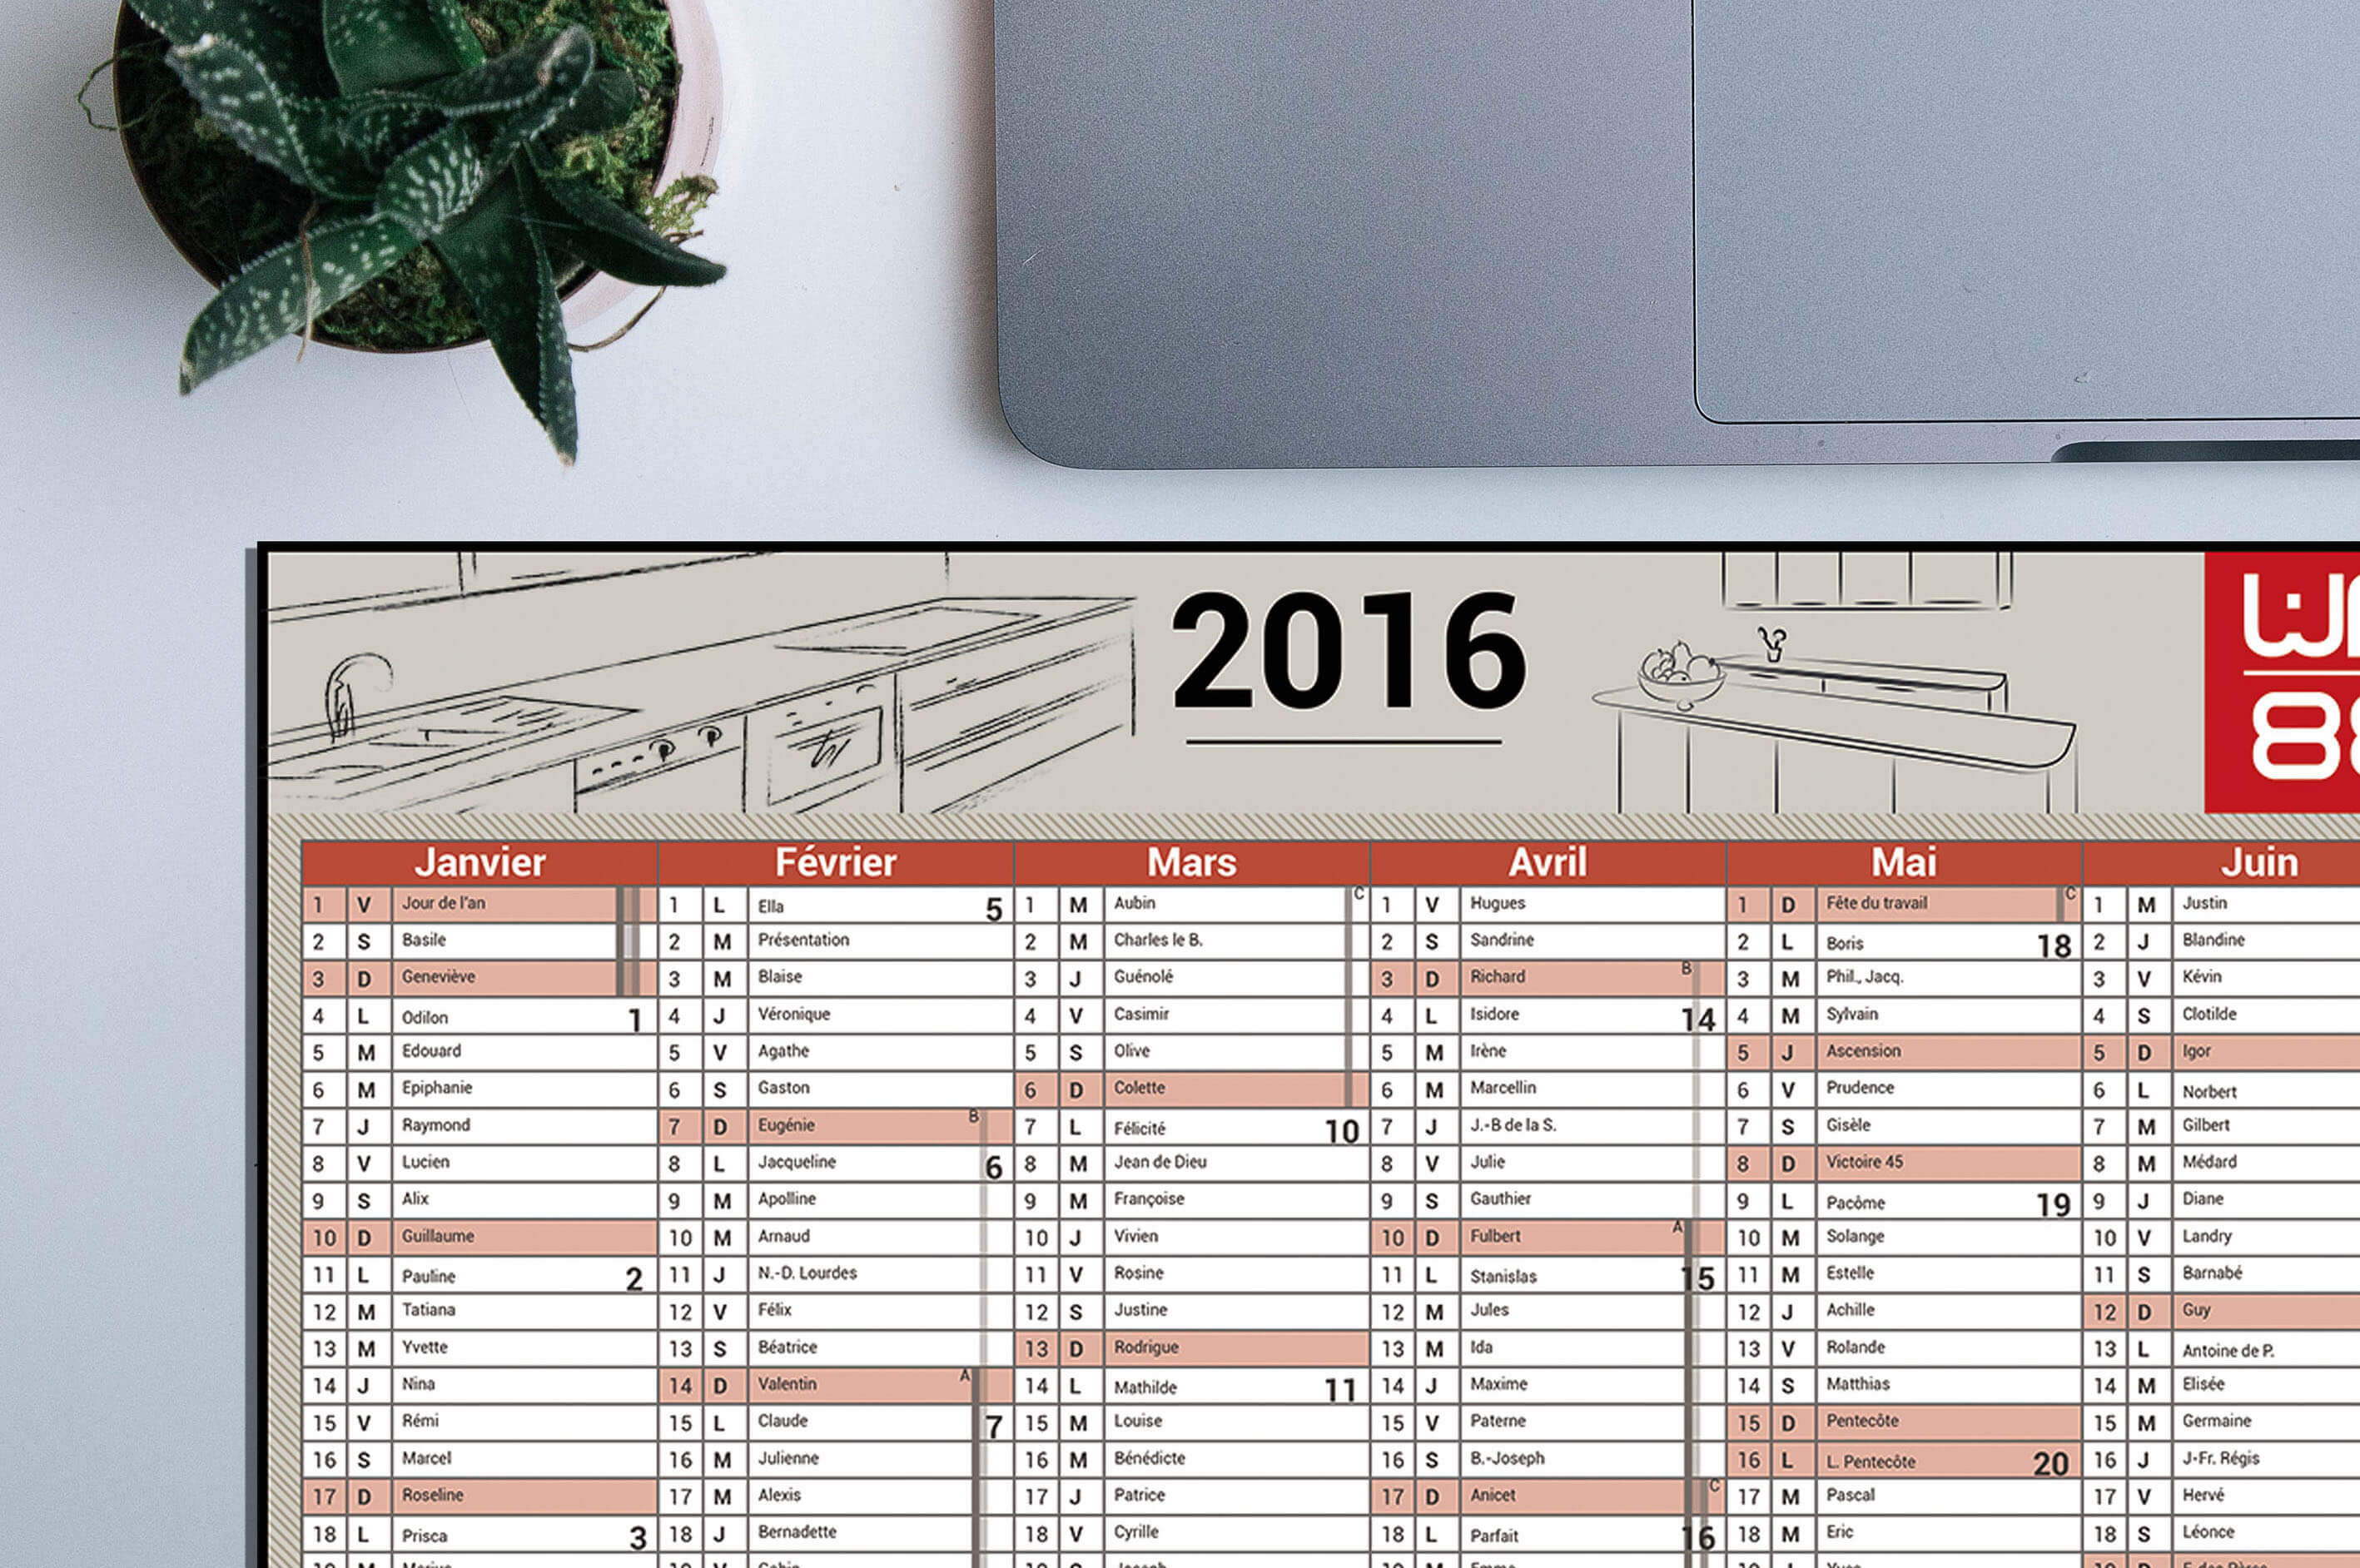 2016
W
8
Janvier
1 V Jour de l'an
2 S Basile
3 D Geneviève
4 L Odilon 1
5 M Edouard
6 M Epiphanie
7 J Raymond
8 V Lucien
9 S Alix
10 D Guillaume
11 L Pauline 2
12 M Tatiana
13 M Yvette
14 J Nina
15 V Rémi
16 S Marcel
17 D Roseline
18 L Prisca 3
Février
1 L Ella 5
2 M Présentation
3 M Blaise
4 J Véronique
5 V Agathe
6 S Gaston
7 D Eugénie B
8 L Jacqueline 6
9 M Apolline
10 M Arnaud
11 J N.-D. Lourdes
12 V Félix
13 S Béatrice
14 D Valentin A
15 L Claude 7
16 M Julienne
17 M Alexis
18 J Bernadette
Mars
1 M Aubin C
2 M Charles le B.
3 J Guénolé
4 V Casimir
5 S Olive
6 D Colette
7 L Félicité 10
8 M Jean de Dieu
9 M Françoise
10 J Vivien
11 V Rosine
12 S Justine
13 D Rodrigue
14 L Mathilde 11
15 M Louise
16 M Bénédicte
17 J Patrice
18 V Cyrille
Avril
1 V Hugues
2 S Sandrine
3 D Richard B
4 L Isidore 14
5 M Irène
6 M Marcellin
7 J J.-B de la S.
8 V Julie
9 S Gauthier
10 D Fulbert A
11 L Stanislas 15
12 M Jules
13 M Ida
14 J Maxime
15 V Paterne
16 S B.-Joseph
17 D Anicet C
18 L Parfait 16
Mai
1 D Fête du travail C
2 L Boris 18
3 M Phil., Jacq.
4 M Sylvain
5 J Ascension
6 V Prudence
7 S Gisèle
8 D Victoire 45
9 L Pacôme 19
10 M Solange
11 M Estelle
12 J Achille
13 V Rolande
14 S Matthias
15 D Pentecôte
16 L L. Pentecôte 20
17 M Pascal
18 M Eric
Juin
1 M Justin
2 J Blandine
3 V Kévin
4 S Clotilde
5 D Igor
6 L Norbert
7 M Gilbert
8 M Médard
9 J Diane
10 V Landry
11 S Barnabé
12 D Guy
13 L Antoine de P.
14 M Elisée
15 M Germaine
16 J J-Fr. Régis
17 V Hervé
18 S Léonce